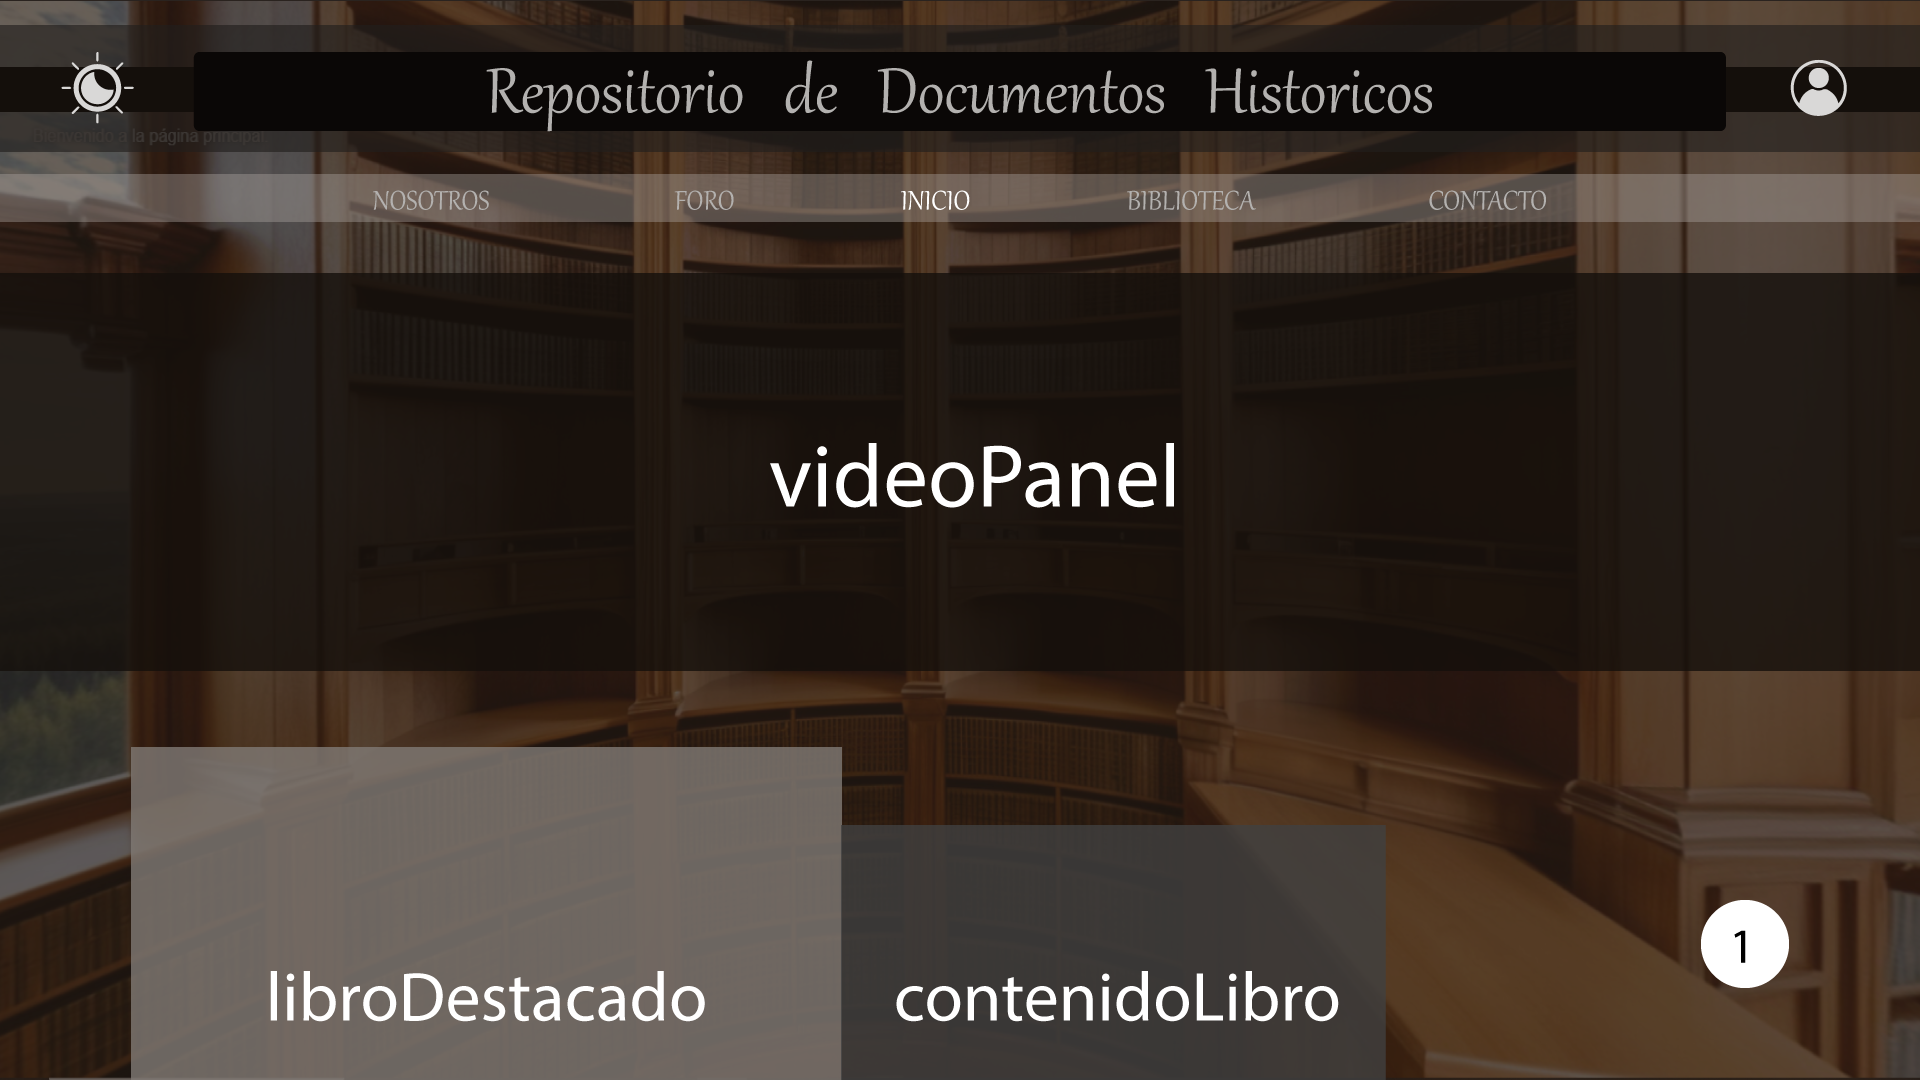 Repositorio de Documentos Historicos
Bienvenido a la página principal
NOSOTROS FORO INICIO BIBLIOTECA CONTACTO
videoPanel
libroDestacado
contenidoLibro
1